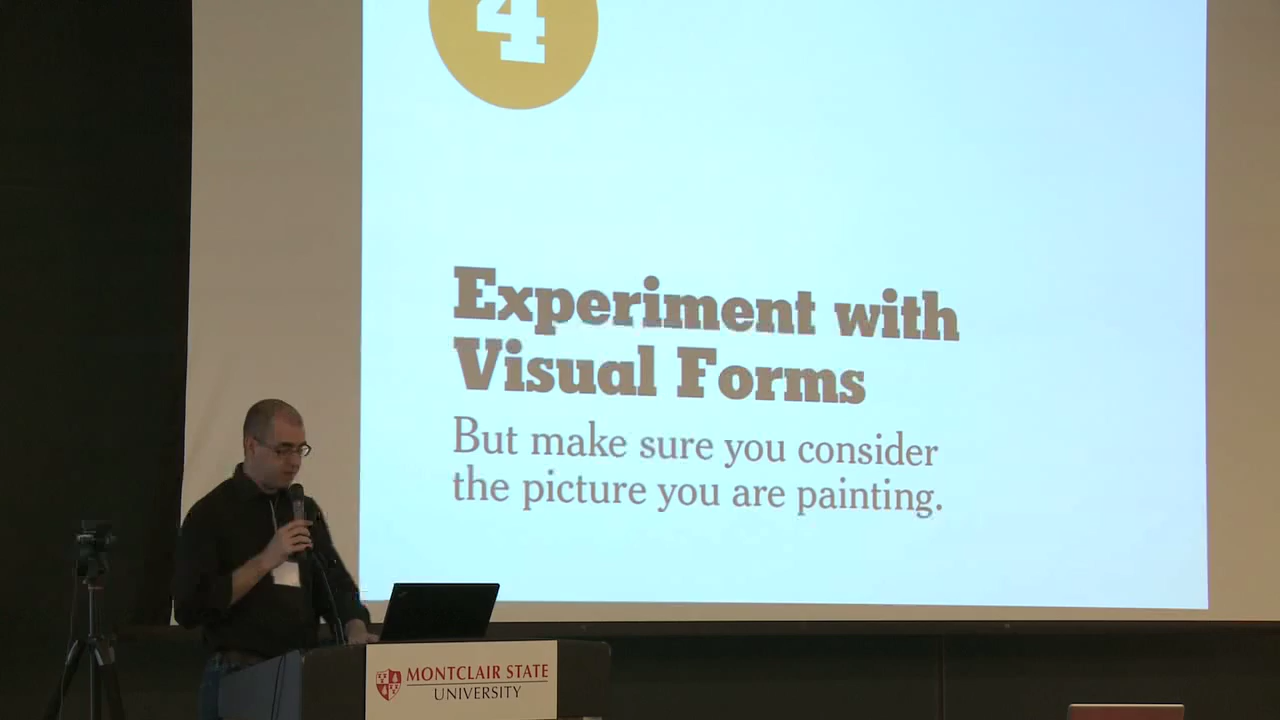 4
Experiment with
Visual Forms
But make sure you consider
the picture you are painting.
MONTCLAIR STATE
UNIVERSITY